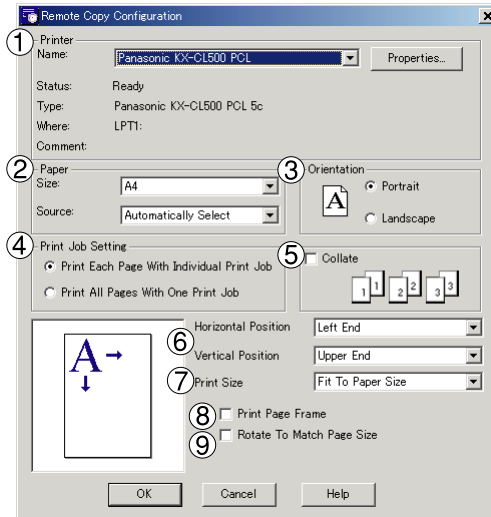 Remote Copy Configuration
1 Printer
Name: Panasonic KX-CL500 PCL Properties...
Status: Ready
Type: Panasonic KX-CL500 PCL 5c
Where: LPT1:
Comment:
2 Paper
Size: A4
Source: Automatically Select
3 Orientation
A Portrait
Landscape
4 Print Job Setting
Print Each Page With Individual Print Job
Print All Pages With One Print Job
5 Collate
1 1 2 2 3 3
A
6
Horizontal Position Left End
Vertical Position Upper End
7 Print Size Fit To Paper Size
8 Print Page Frame
9 Rotate To Match Page Size
OK Cancel Help